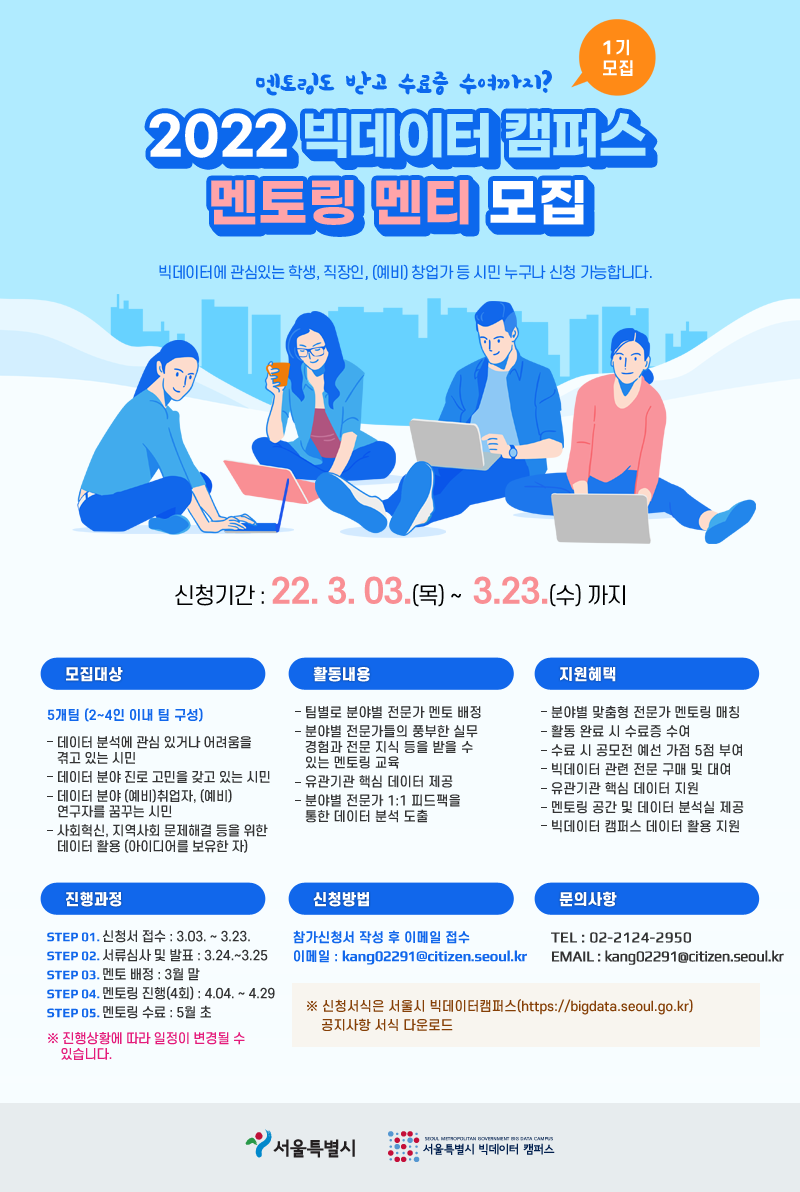 1기
모집
멘토링도 받고 수료증 수여까지?
2022 빅데이터 캠퍼스
멘토링 멘티 모집
빅데이터에 관심있는 학생, 직장인, (예비) 창업가 등 시민 누구나 신청 가능합니다.
신청기간 : 22. 3. 03.(목) ~ 3.23.(수) 까지
모집대상
5개팀 (2~4인 이내 팀 구성)
- 데이터 분석에 관심 있거나 어려움을
겪고 있는 시민
- 데이터 분야 진로 고민을 갖고 있는 시민
- 데이터 분야 (예비)취업자, (예비)
연구자를 꿈꾸는 시민
- 사회혁신, 지역사회 문제해결 등을 위한
데이터 활용 (아이디어를 보유한 자)
활동내용
- 팀별로 분야별 전문가 멘토 배정
- 분야별 전문가들의 풍부한 실무
경험과 전문 지식 등을 받을 수
있는 멘토링 교육
- 유관기관 핵심 데이터 제공
- 분야별 전문가 1:1 피드팩을
통한 데이터 분석 도출
지원혜택
- 분야별 맞춤형 전문가 멘토링 매칭
- 활동 완료 시 수료증 수여
- 수료 시 공모전 예선 가점 5점 부여
- 빅데이터 관련 전문 구매 및 대여
- 유관기관 핵심 데이터 지원
- 멘토링 공간 및 데이터 분석실 제공
- 빅데이터 캠퍼스 데이터 활용 지원
진행과정
STEP 01. 신청서 접수 : 3.03. ~ 3.23.
STEP 02. 서류심사 및 발표 : 3.24.~3.25
STEP 03. 멘토 배정 : 3월 말
STEP 04. 멘토링 진행(4회) : 4.04. ~ 4.29
STEP 05. 멘토링 수료 : 5월 초
※ 진행상황에 따라 일정이 변경될 수
있습니다.
신청방법
참가신청서 작성 후 이메일 접수
이메일 : kang02291@citizen.seoul.kr
문의사항
TEL : 02-2124-2950
EMAIL : kang02291@citizen.seoul.kr
※ 신청서식은 서울시 빅데이터캠퍼스(https://bigdata.seoul.go.kr)
공지사항 서식 다운로드
서울특별시
SEOUL METROPOLITAN GOVERNMENT BIG DATA CAMPUS
서울특별시 빅데이터 캠퍼스